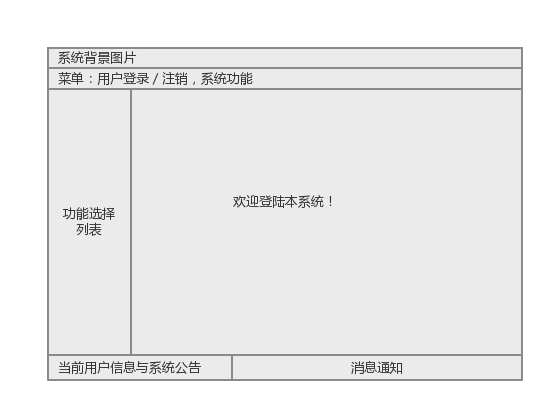 系统背景图片
菜单：用户登录 / 注销，系统功能
功能选择
列表
欢迎登陆本系统！
当前用户信息与系统公告
消息通知